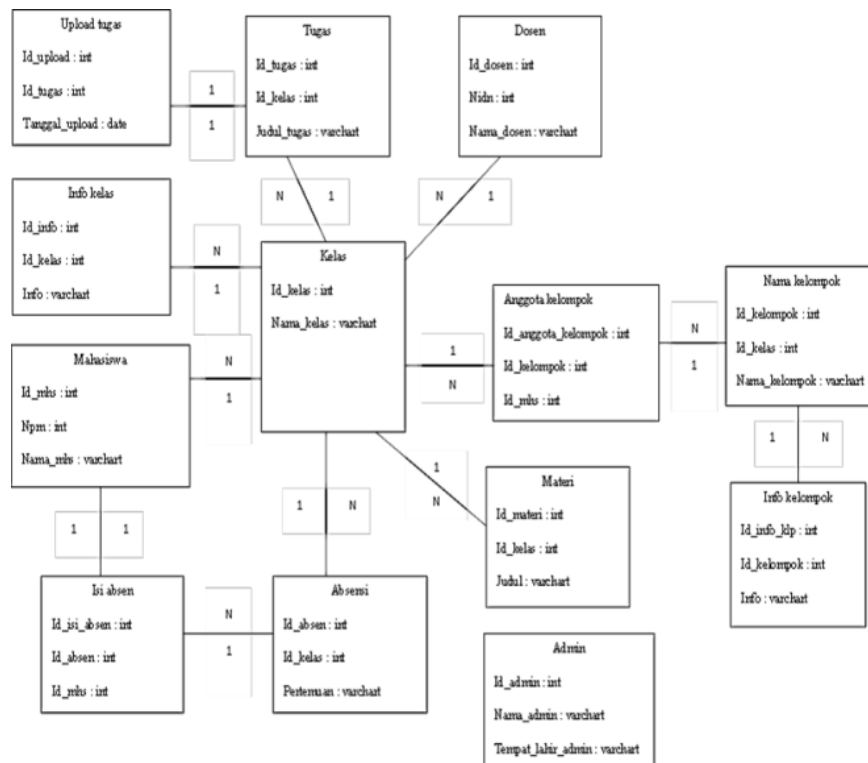 Upload tugas
Id_upload : int
Id_tugas : int
Tanggal_upload : date
1
1
Tugas
Id_tugas : int
Id_kelas : int
Judul_tugas : varchart
Dosen
Id_dosen : int
Nidn : int
Nama_dosen : varchart
N 1
N 1
Info kelas
Id_info : int
Id_kelas : int
Info : varchart
N
1
Kelas
Id_kelas : int
Nama_kelas : varchart
Anggota kelompok
Id_anggota_kelompok : int
Id_kelompok : int
Id_mhs : int
N
1
Nama kelompok
Id_kelompok : int
Id_kelas : int
Nama_kelompok : varchart
Mahasiswa
Id_mhs : int
Npm : int
Nama_mhs : varchart
N
1
1
N
1 N
1
N
Materi
Id_materi : int
Id_kelas : int
Judul : varchart
Info kelompok
Id_info_klp : int
Id_kelompok : int
Info : varchart
1 1
1 N
Isi absen
Id_isi_absen : int
Id_absen : int
Id_mhs : int
N
1
Absensi
Id_absen : int
Id_kelas : int
Pertemuan : varchart
Admin
Id_admin : int
Nama_admin : varchart
Tempat_lahir_admin : varchart